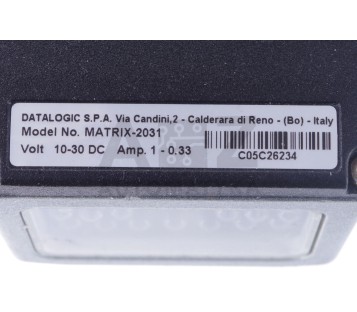 DATALOGIC S.P.A. Via Candini,2 - Calderara di Reno - (Bo) - Italy
Model No. MATRIX-2031
Volt 10-30 DC Amp. 1 - 0.33
C05C26234